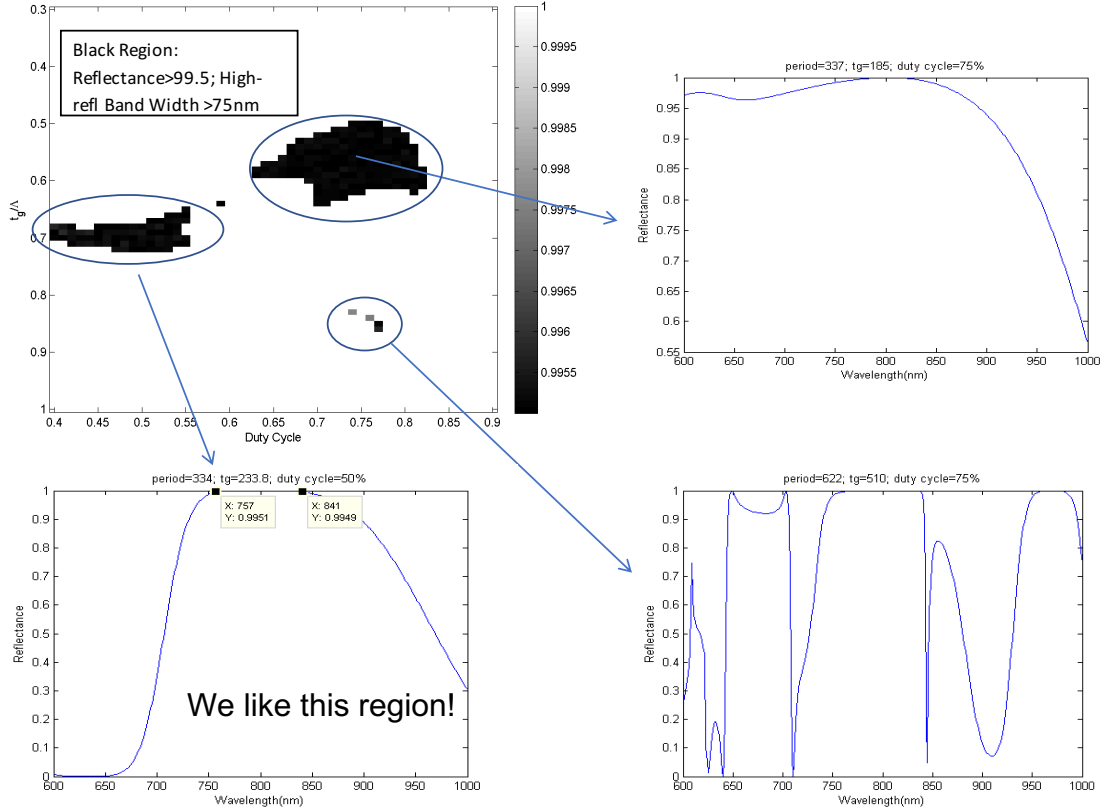 0.3
0.4
0.5
0.6
0.7
0.8
0.9
1
tg/Λ
0.4 0.45 0.5 0.55 0.6 0.65 0.7 0.75 0.8 0.85 0.9
Duty Cycle
Black Region:
Reflectance>99.5; High-
refl Band Width >75nm
1
0.9995
0.999
0.9985
0.998
0.9975
0.997
0.9965
0.996
0.9955
period=337; tg=185; duty cycle=75%
1
0.95
0.9
0.85
0.8
0.75
0.7
0.65
0.6
0.55
Reflectance
600 650 700 750 800 850 900 950 1000
Wavelength(nm)
period=334; tg=233.8; duty cycle=50%
1
0.9
0.8
0.7
0.6
0.5
0.4
0.3
0.2
0.1
0
Reflectance
X: 757
Y: 0.9951
X: 841
Y: 0.9949
We like this region!
600 650 700 750 800 850 900 950 1000
Wavelength(nm)
period=622; tg=510; duty cycle=75%
1
0.9
0.8
0.7
0.6
0.5
0.4
0.3
0.2
0.1
0
Reflectance
600 650 700 750 800 850 900 950 1000
Wavelength(nm)